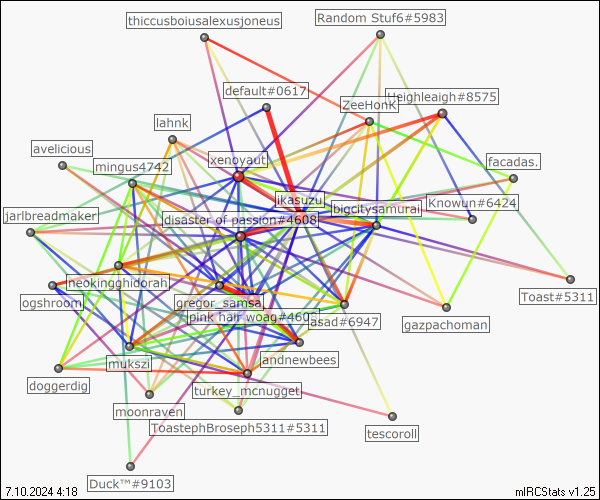 thiccusboiusalexusjoneus
Random Stuf6#5983
default#0617
Heighleaigh#8575
ZeeHonK
lahnk
avelicious
xenoyaut
mingus4742
facadas.
ikasuzu
Knowun#6424
jarlbreadmaker
disaster of passion#4608
bigcitysamurai
neokingghidorah
Toast#5311
ogshroom
gregor_samsa
pink hair woag#460
asad#6947
gazpachoman
andnewbees
mukszi
doggerdig
turkey_mcnugget
moonraven
ToastephBroseph5311#5311
tescoroll
Duck™#9103
7.10.2024 4:18
mIRCStats v1.25